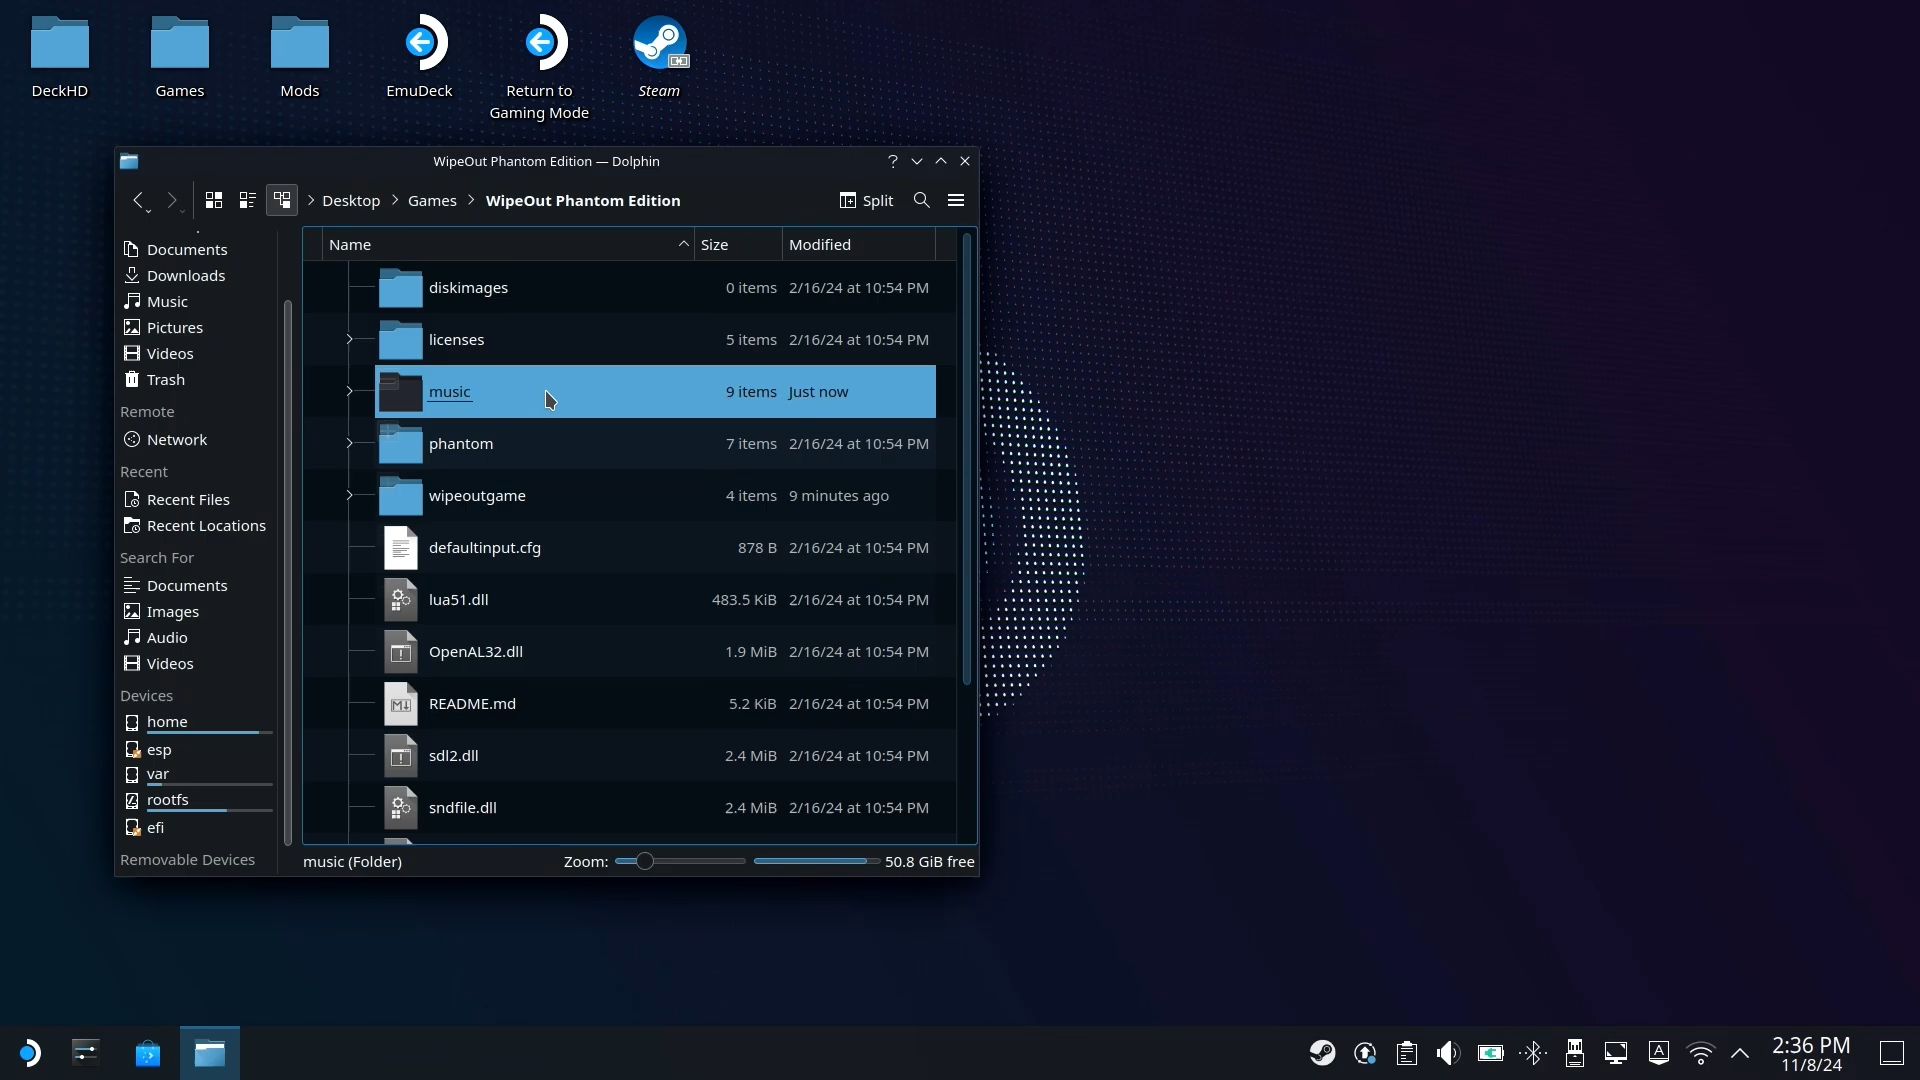 DeckHD
Games
Mods
EmuDeck
Return to
Gaming Mode
Steam
WipeOut Phantom Edition — Dolphin
Desktop
Games
WipeOut Phantom Edition
Split
Documents
Downloads
Music
Pictures
Videos
Trash
Remote
Network
Recent
Recent Files
Recent Locations
Search For
Documents
Images
Audio
Videos
Devices
home
esp
var
rootfs
efi
Removable Devices
Name Size Modified
diskimages 0 items 2/16/24 at 10:54 PM
licenses 5 items 2/16/24 at 10:54 PM
music 9 items Just now
phantom 7 items 2/16/24 at 10:54 PM
wipeoutgame 4 items 9 minutes ago
defaultinput.cfg 878 B 2/16/24 at 10:54 PM
lua51.dll 483.5 KiB 2/16/24 at 10:54 PM
OpenAL32.dll 1.9 MiB 2/16/24 at 10:54 PM
README.md 5.2 KiB 2/16/24 at 10:54 PM
sdl2.dll 2.4 MiB 2/16/24 at 10:54 PM
sndfile.dll 2.4 MiB 2/16/24 at 10:54 PM
music (Folder)
Zoom:
50.8 GiB free
A
2:36 PM
11/8/24